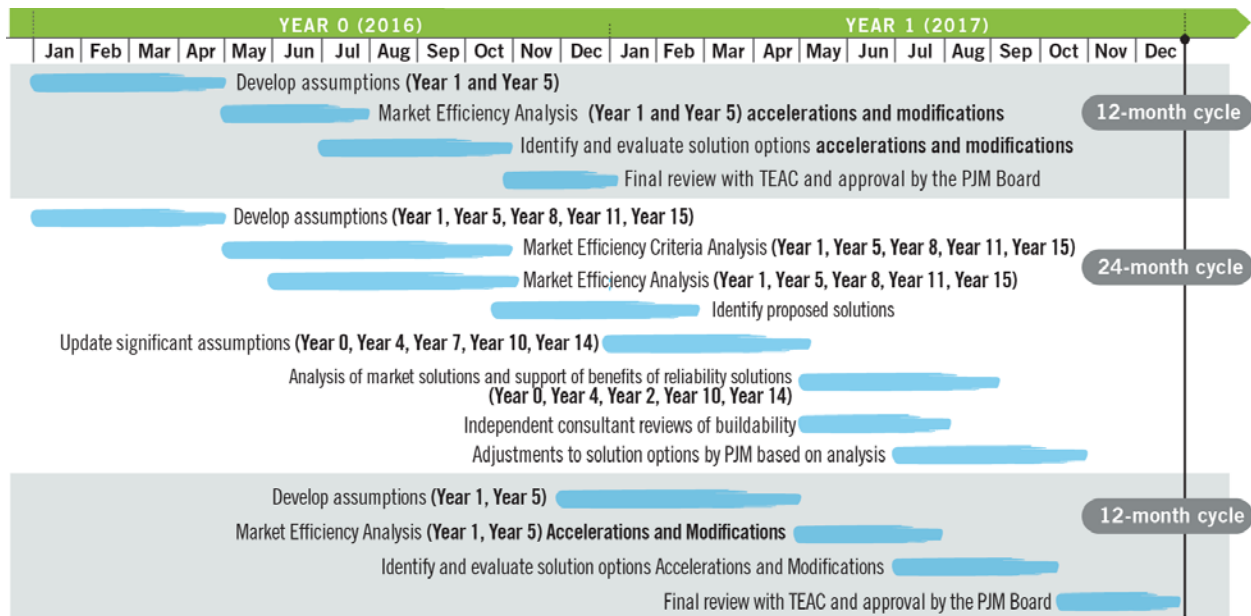 YEAR 0 (2016) YEAR 1 (2017)
Jan Feb Mar Apr May Jun Jul Aug Sep Oct Nov Dec Jan Feb Mar Apr May Jun Jul Aug Sep Oct Nov Dec
Develop assumptions (Year 1 and Year 5)
Market Efficiency Analysis (Year 1 and Year 5) accelerations and modifications
12-month cycle
Identify and evaluate solution options accelerations and modifications
Final review with TEAC and approval by the PJM Board
Develop assumptions (Year 1, Year 5, Year 8, Year 11, Year 15)
Market Efficiency Criteria Analysis (Year 1, Year 5, Year 8, Year 11, Year 15)
24-month cycle
Market Efficiency Analysis (Year 1, Year 5, Year 8, Year 11, Year 15)
Identify proposed solutions
Update significant assumptions (Year 0, Year 4, Year 7, Year 10, Year 14)
Analysis of market solutions and support of benefits of reliability solutions
(Year 0, Year 4, Year 2, Year 10, Year 14)
Independent consultant reviews of buildability
Adjustments to solution options by PJM based on analysis
Develop assumptions (Year 1, Year 5)
12-month cycle
Market Efficiency Analysis (Year 1, Year 5) Accelerations and Modifications
Identify and evaluate solution options Accelerations and Modifications
Final review with TEAC and approval by the PJM Board